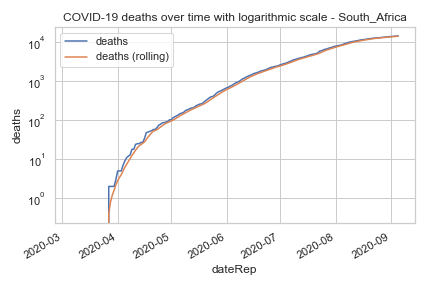 COVID-19 deaths over time with logarithmic scale - South_Africa
deaths
deaths (rolling)
10⁴
10³
10²
10¹
10⁰
deaths
2020-03
2020-04
2020-05
2020-06
2020-07
2020-08
2020-09
dateRep